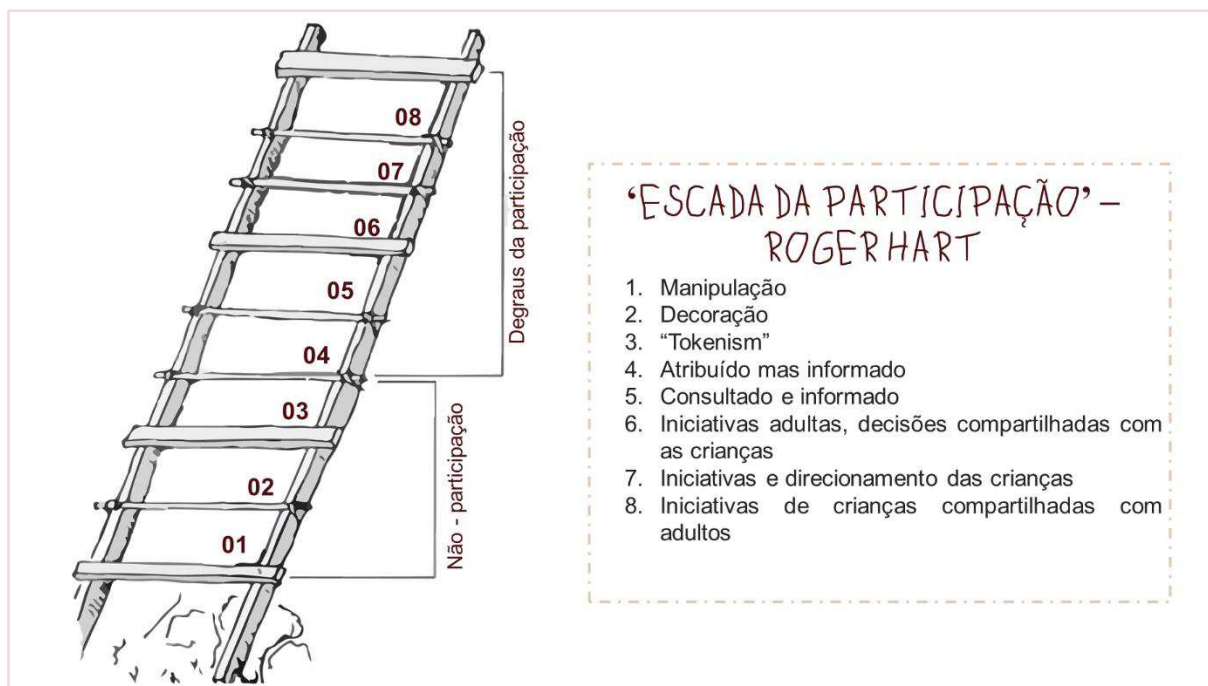 08
07
06
05
04
03
02
01
Degraus da participação
Não - participação
‘ESCADA DA PARTICIPAÇÃO’ –
ROGER HART
1. Manipulação
2. Decoração
3. “Tokenism”
4. Atribuído mas informado
5. Consultado e informado
6. Iniciativas adultas, decisões compartilhadas com
as crianças
7. Iniciativas e direcionamento das crianças
8. Iniciativas de crianças compartilhadas com
adultos